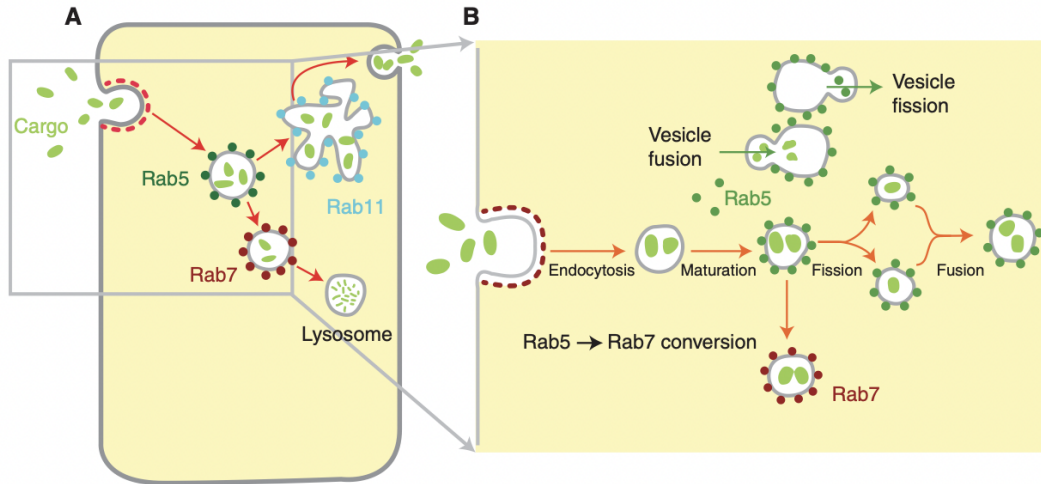 A
Cargo
Rab5
Rab11
Rab7
Lysosome
B
Vesicle
fission
Vesicle
fusion
Rab5
Endocytosis
Maturation
Fission
Fusion
Rab5 → Rab7 conversion
Rab7